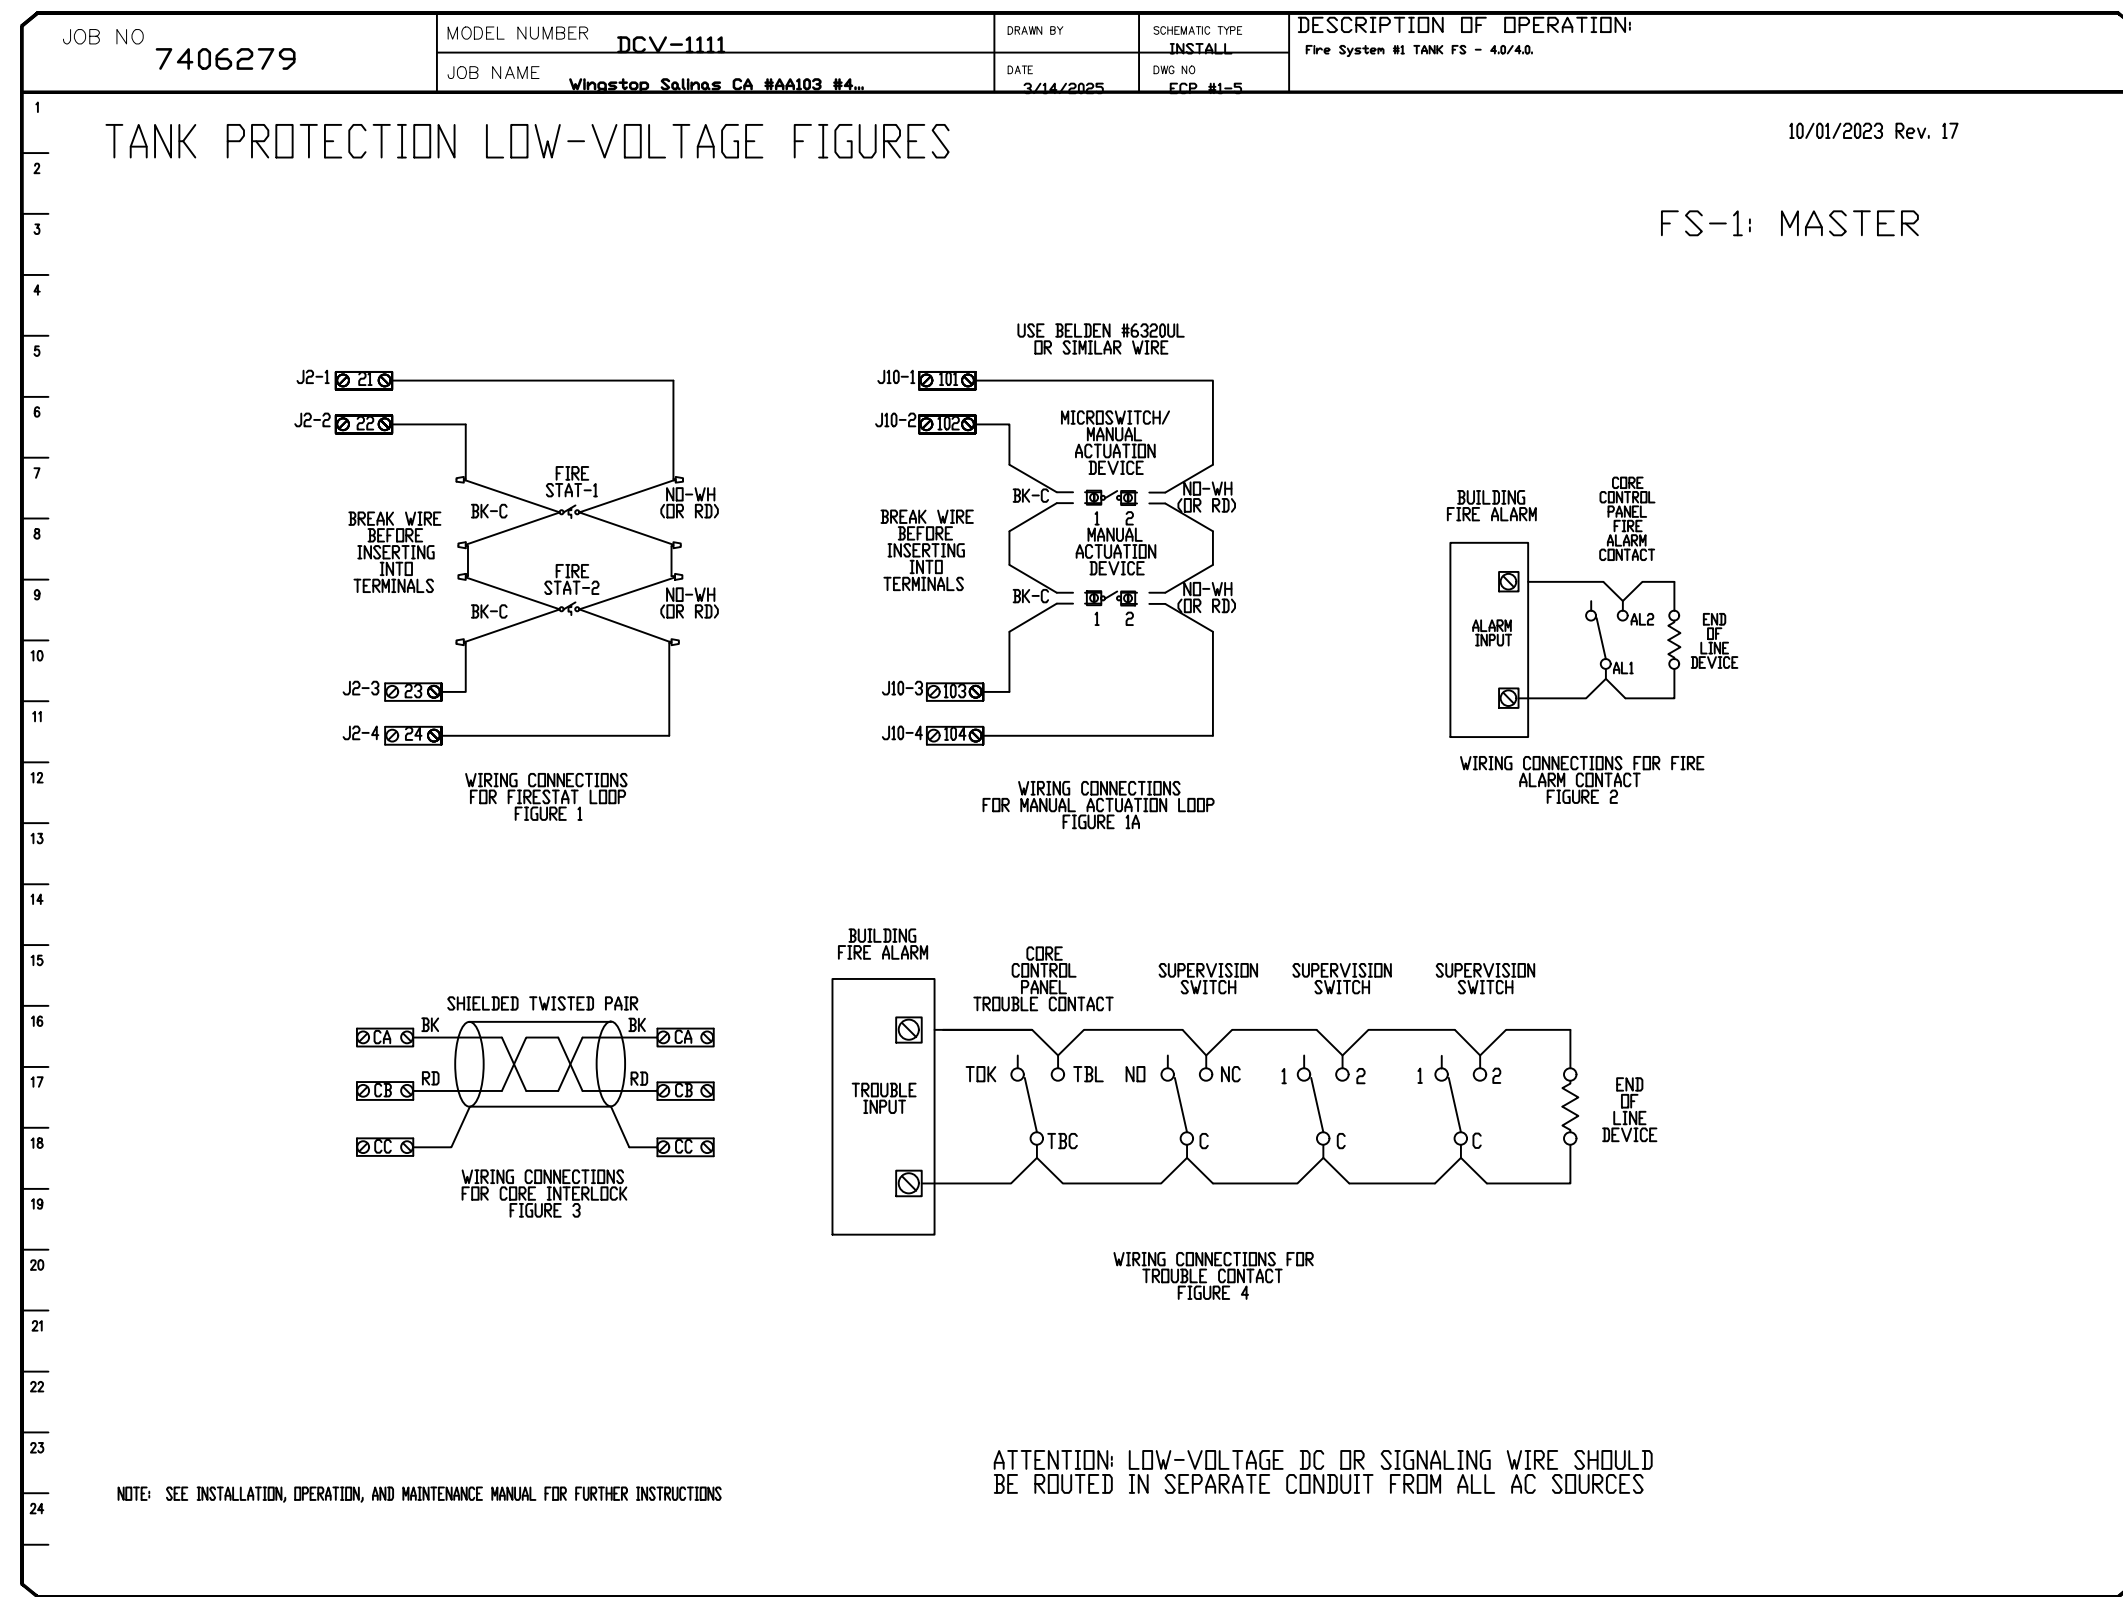 JOB NO 7406279
MODEL NUMBER DCV-1111
JOB NAME Wingstop Salinas CA #AA103 #4...
DRAWN BY
DATE 3/14/2025
SCHEMATIC TYPE
INSTALL
DWG NO
ECP #1-5
DESCRIPTION OF OPERATION:
Fire System #1 TANK FS - 4.0/4.0.
1
2
3
4
5
6
7
8
9
10
11
12
13
14
15
16
17
18
19
20
21
22
23
24
TANK PROTECTION LOW-VOLTAGE FIGURES
10/01/2023 Rev. 17
FS-1: MASTER
J2-1 21
J2-2 22
FIRE
STAT-1
BK-C
NO-WH
(OR RD)
BREAK WIRE
BEFORE
INSERTING
INTO
TERMINALS
FIRE
STAT-2
BK-C
NO-WH
(OR RD)
J2-3 23
J2-4 24
WIRING CONNECTIONS
FOR FIRESTAT LOOP
FIGURE 1
USE BELDEN #6320UL
OR SIMILAR WIRE
J10-1 101
J10-2 102
MICROSWITCH/
MANUAL
ACTUATION
DEVICE
BK-C
NO-WH
(OR RD)
1 2
BREAK WIRE
BEFORE
INSERTING
INTO
TERMINALS
MANUAL
ACTUATION
DEVICE
BK-C
NO-WH
(OR RD)
1 2
J10-3 103
J10-4 104
WIRING CONNECTIONS
FOR MANUAL ACTUATION LOOP
FIGURE 1A
BUILDING
FIRE ALARM
CORE
CONTROL
PANEL
FIRE
ALARM
CONTACT
ALARM
INPUT
AL2
AL1
END
OF
LINE
DEVICE
WIRING CONNECTIONS FOR FIRE
ALARM CONTACT
FIGURE 2
SHIELDED TWISTED PAIR
CA BK BK CA
CB RD RD CB
CC CC
WIRING CONNECTIONS
FOR CORE INTERLOCK
FIGURE 3
BUILDING
FIRE ALARM
CORE
CONTROL
PANEL
TROUBLE CONTACT
SUPERVISION
SWITCH
SUPERVISION
SWITCH
SUPERVISION
SWITCH
TROUBLE
INPUT
TOK TBL NO NC 1 2 1 2
TBC C C C
END
OF
LINE
DEVICE
WIRING CONNECTIONS FOR
TROUBLE CONTACT
FIGURE 4
ATTENTION: LOW-VOLTAGE DC OR SIGNALING WIRE SHOULD
BE ROUTED IN SEPARATE CONDUIT FROM ALL AC SOURCES
NOTE: SEE INSTALLATION, OPERATION, AND MAINTENANCE MANUAL FOR FURTHER INSTRUCTIONS